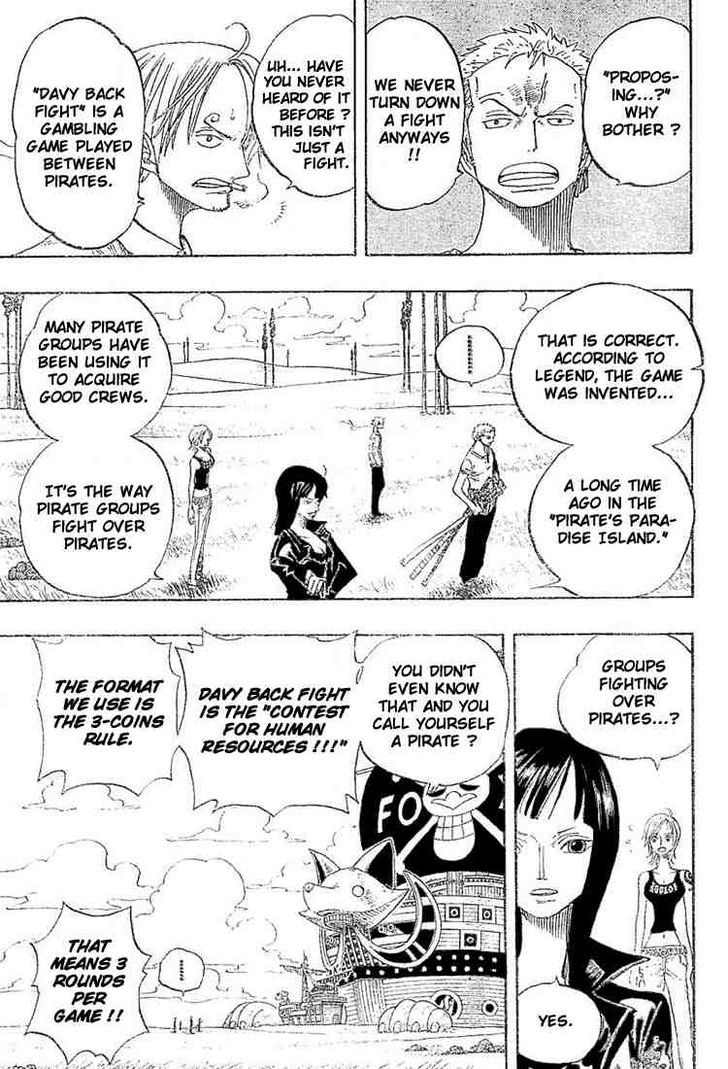 "PROPOS-
ING...?"
WHY
BOTHER ?
WE NEVER
TURN DOWN
A FIGHT
ANYWAYS
!!
UH... HAVE
YOU NEVER
HEARD OF IT
BEFORE ?
THIS ISN'T
JUST A
FIGHT.
"DAVY BACK
FIGHT" IS A
GAMBLING
GAME PLAYED
BETWEEN
PIRATES.
THAT IS CORRECT.
ACCORDING TO
LEGEND, THE GAME
WAS INVENTED...
A LONG TIME
AGO IN THE
"PIRATE'S PARA-
DISE ISLAND."
MANY PIRATE
GROUPS HAVE
BEEN USING IT
TO ACQUIRE
GOOD CREWS.
IT'S THE WAY
PIRATE GROUPS
FIGHT OVER
PIRATES.
GROUPS
FIGHTING
OVER
PIRATES...?
YES.
YOU DIDN'T
EVEN KNOW
THAT AND YOU
CALL YOURSELF
A PIRATE ?
DAVY BACK FIGHT
IS THE "CONTEST
FOR HUMAN
RESOURCES !!!"
THE FORMAT
WE USE IS
THE 3-COINS
RULE.
FO
THAT
MEANS 3
ROUNDS
PER
GAME !!